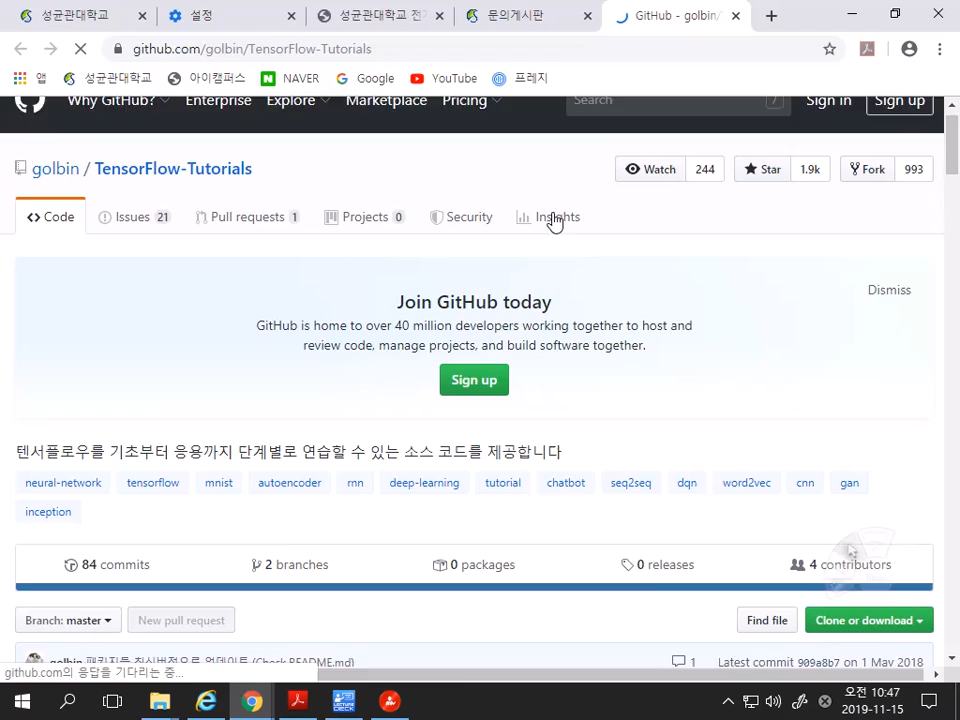 성균관대학교
설정
성균관대학교 전
문의게시판
GitHub - golbin/
github.com/golbin/TensorFlow-Tutorials
앱
성균관대학교
아이캠퍼스
NAVER
Google
YouTube
프레지
Why GitHub?
Enterprise
Explore
Marketplace
Pricing
Search
/
Sign in
Sign up
golbin / TensorFlow-Tutorials
Watch 244
Star 1.9k
Fork 993
Code
Issues 21
Pull requests 1
Projects 0
Security
Insights
Join GitHub today
Dismiss
GitHub is home to over 40 million developers working together to host and
review code, manage projects, and build software together.
Sign up
텐서플로우를 기초부터 응용까지 단계별로 연습할 수 있는 소스 코드를 제공합니다
neural-network tensorflow mnist autoencoder rnn deep-learning tutorial chatbot seq2seq dqn word2vec cnn gan
inception
84 commits
2 branches
0 packages
0 releases
4 contributors
Branch: master
New pull request
Find file
Clone or download
golbin 패키지들 최신버전으로 업데이트 (Check README.md)
1
Latest commit 909a8b7 on 1 May 2018
github.com의 응답을 기다리는 중...
오전 10:47
2019-11-15